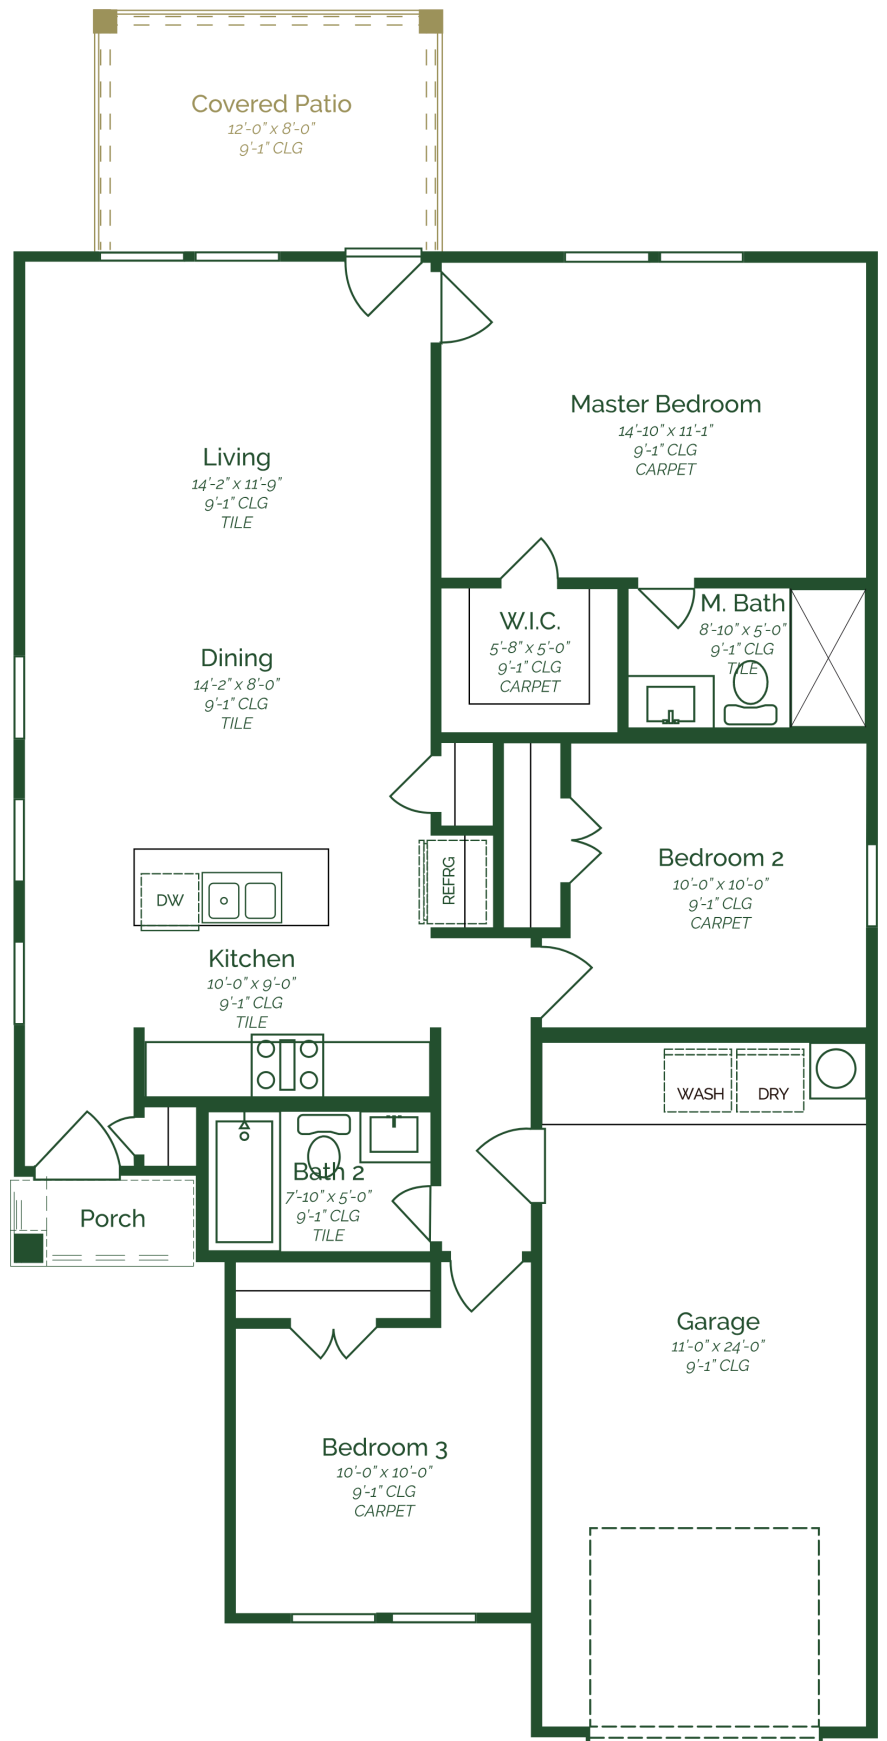 Covered Patio
12'-0" x 8'-0"
9'-1" CLG
Master Bedroom
14'-10" x 11'-1"
9'-1" CLG
CARPET
Living
14'-2" x 11'-9"
9'-1" CLG
TILE
W.I.C.
5'-8" x 5'-0"
9'-1" CLG
CARPET
M. Bath
8'-10" x 5'-0"
9'-1" CLG
TILE
Dining
14'-2" x 8'-0"
9'-1" CLG
TILE
DW
REFRG
Bedroom 2
10'-0" x 10'-0"
9'-1" CLG
CARPET
Kitchen
10'-0" x 9'-0"
9'-1" CLG
TILE
WASH
DRY
Bath 2
7'-10" x 5'-0"
9'-1" CLG
TILE
Porch
Garage
11'-0" x 24'-0"
9'-1" CLG
Bedroom 3
10'-0" x 10'-0"
9'-1" CLG
CARPET